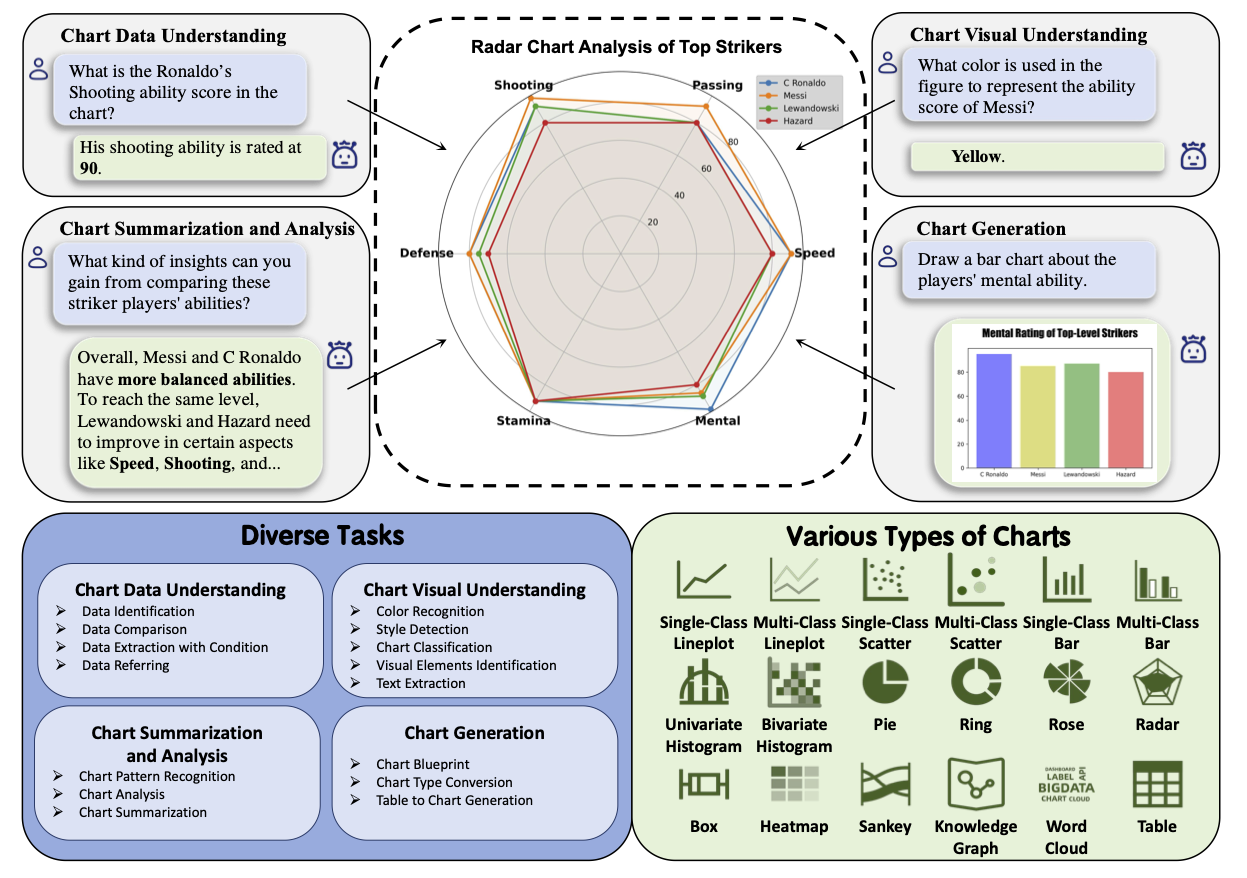 Chart Data Understanding
What is the Ronaldo's
Shooting ability score in the
chart?
His shooting ability is rated at
90.
Chart Summarization and Analysis
What kind of insights can you
gain from comparing these
striker players' abilities?
Overall, Messi and C Ronaldo
have more balanced abilities.
To reach the same level,
Lewandowski and Hazard need
to improve in certain aspects
like Speed, Shooting, and...
Radar Chart Analysis of Top Strikers
Shooting
Passing
C Ronaldo
Messi
Lewandowski
Hazard
80
60
40
20
Defense
Speed
Stamina
Mental
Chart Visual Understanding
What color is used in the
figure to represent the ability
score of Messi?
Yellow.
Chart Generation
Draw a bar chart about the
players' mental ability.
Mental Rating of Top-Level Strikers
80
60
40
20
0
C Ronaldo
Messi
Lewandowski
Hazard
Diverse Tasks
Chart Data Understanding
Data Identification
Data Comparison
Data Extraction with Condition
Data Referring
Chart Visual Understanding
Color Recognition
Style Detection
Chart Classification
Visual Elements Identification
Text Extraction
Chart Summarization
and Analysis
Chart Pattern Recognition
Chart Analysis
Chart Summarization
Chart Generation
Chart Blueprint
Chart Type Conversion
Table to Chart Generation
Various Types of Charts
Single-Class
Lineplot
Multi-Class
Lineplot
Single-Class
Scatter
Multi-Class
Scatter
Single-Class
Bar
Multi-Class
Bar
Univariate
Histogram
Bivariate
Histogram
Pie
Ring
Rose
Radar
Box
Heatmap
Sankey
Knowledge
Graph
DASHBOARD
LABEL
API
BIGDATA
CHART CLOUD
Word
Cloud
Table